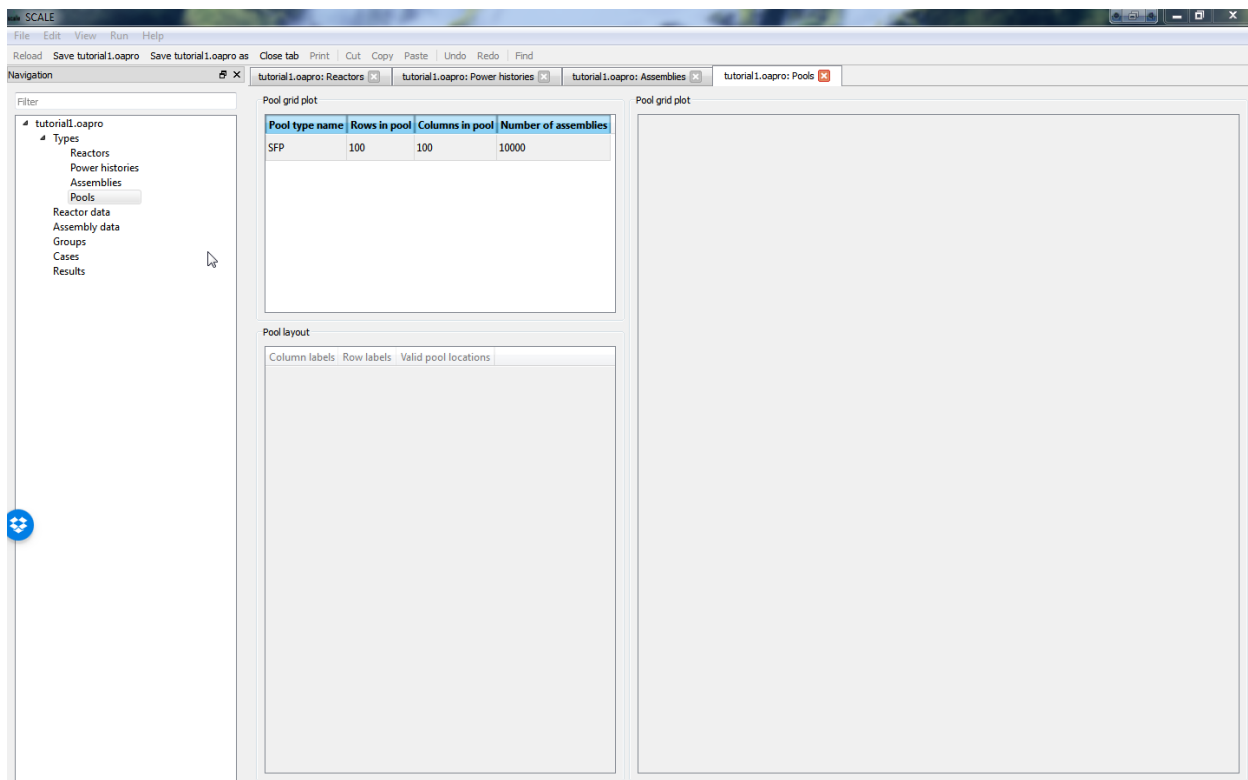 SCALE
File Edit View Run Help
Reload Save tutorial1.oapro Save tutorial1.oapro as Close tab Print Cut Copy Paste Undo Redo Find
Navigation
tutorial1.oapro: Reactors tutorial1.oapro: Power histories tutorial1.oapro: Assemblies tutorial1.oapro: Pools
Filter
tutorial1.oapro
Types
Reactors
Power histories
Assemblies
Pools
Reactor data
Assembly data
Groups
Cases
Results
Pool grid plot
Pool type name Rows in pool Columns in pool Number of assemblies
SFP 100 100 10000
Pool layout
Column labels Row labels Valid pool locations
Pool grid plot